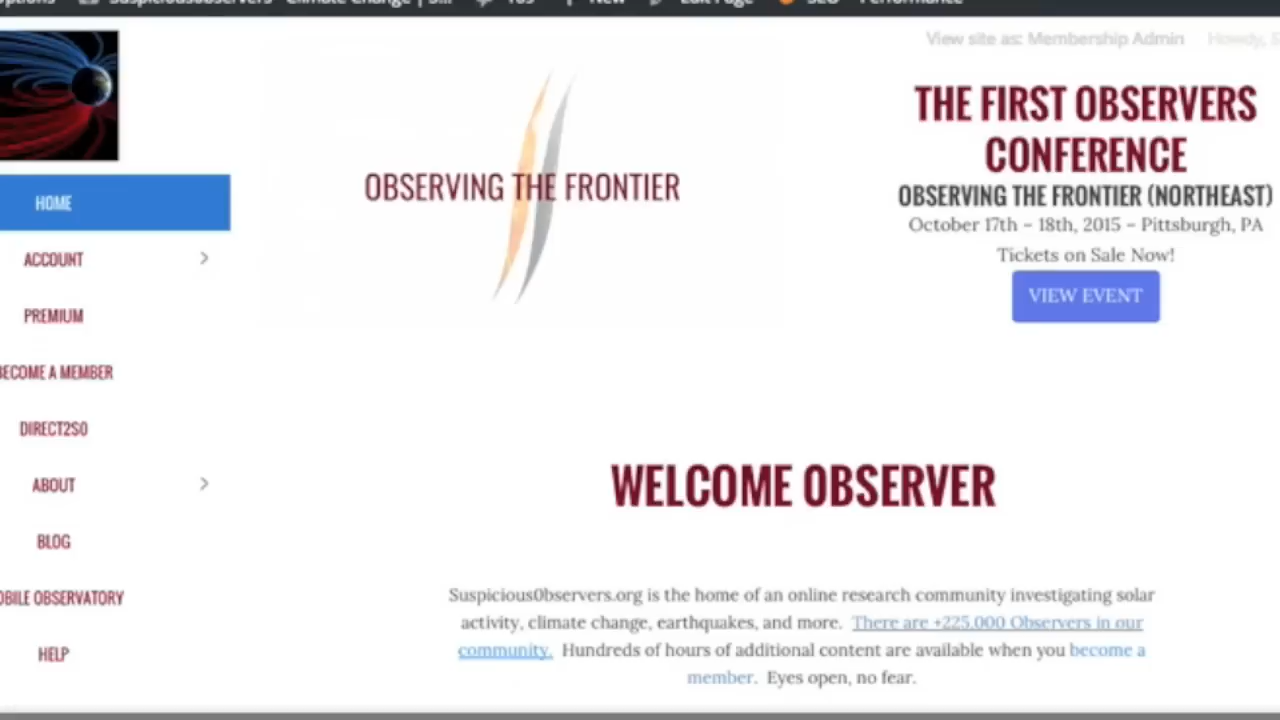 View site as: Membership Admin
THE FIRST OBSERVERS
CONFERENCE
OBSERVING THE FRONTIER (NORTHEAST)
October 17th – 18th, 2015 – Pittsburgh, PA
Tickets on Sale Now!
VIEW EVENT
OBSERVING THE FRONTIER
HOME
ACCOUNT
PREMIUM
BECOME A MEMBER
DIRECT2S0
ABOUT
BLOG
OBILE OBSERVATORY
HELP
WELCOME OBSERVER
Suspicious0bservers.org is the home of an online research community investigating solar
activity, climate change, earthquakes, and more. There are +225,000 Observers in our
community. Hundreds of hours of additional content are available when you become a
member. Eyes open, no fear.